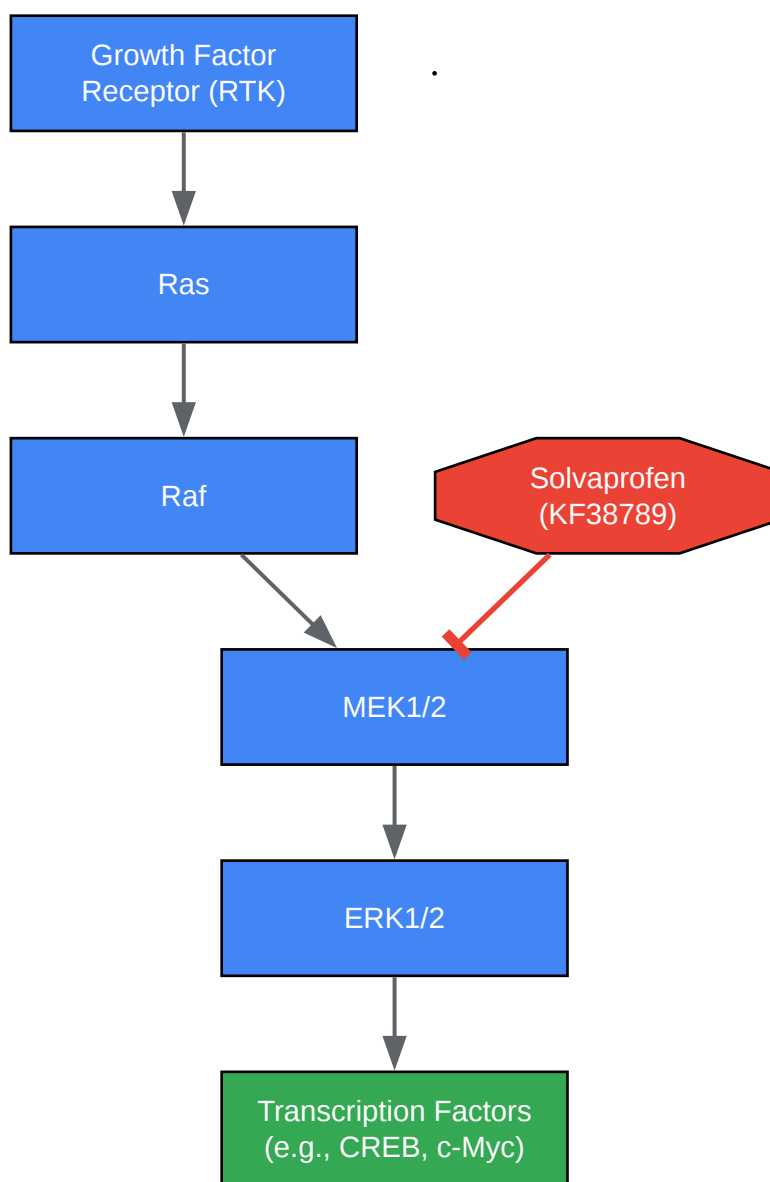 Growth Factor
Receptor (RTK)
.
Ras
Raf
Solvaprofen
(KF38789)
MEK1/2
ERK1/2
Transcription Factors
(e.g., CREB, c-Myc)